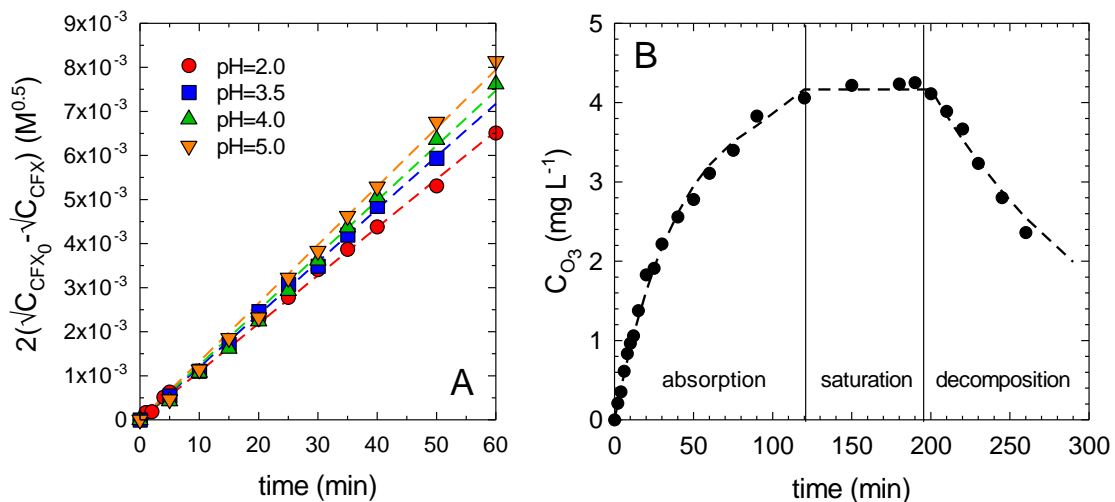 9x10⁻³
8x10⁻³
7x10⁻³
6x10⁻³
5x10⁻³
4x10⁻³
3x10⁻³
2x10⁻³
1x10⁻³
0
2(√C_CFX₀-√C_CFX) (M⁰·⁵)
pH=2.0
pH=3.5
pH=4.0
pH=5.0
A
0 10 20 30 40 50 60
time (min)
B
5
4
3
2
1
0
C_O₃ (mg L⁻¹)
absorption saturation decomposition
0 50 100 150 200 250 300
time (min)